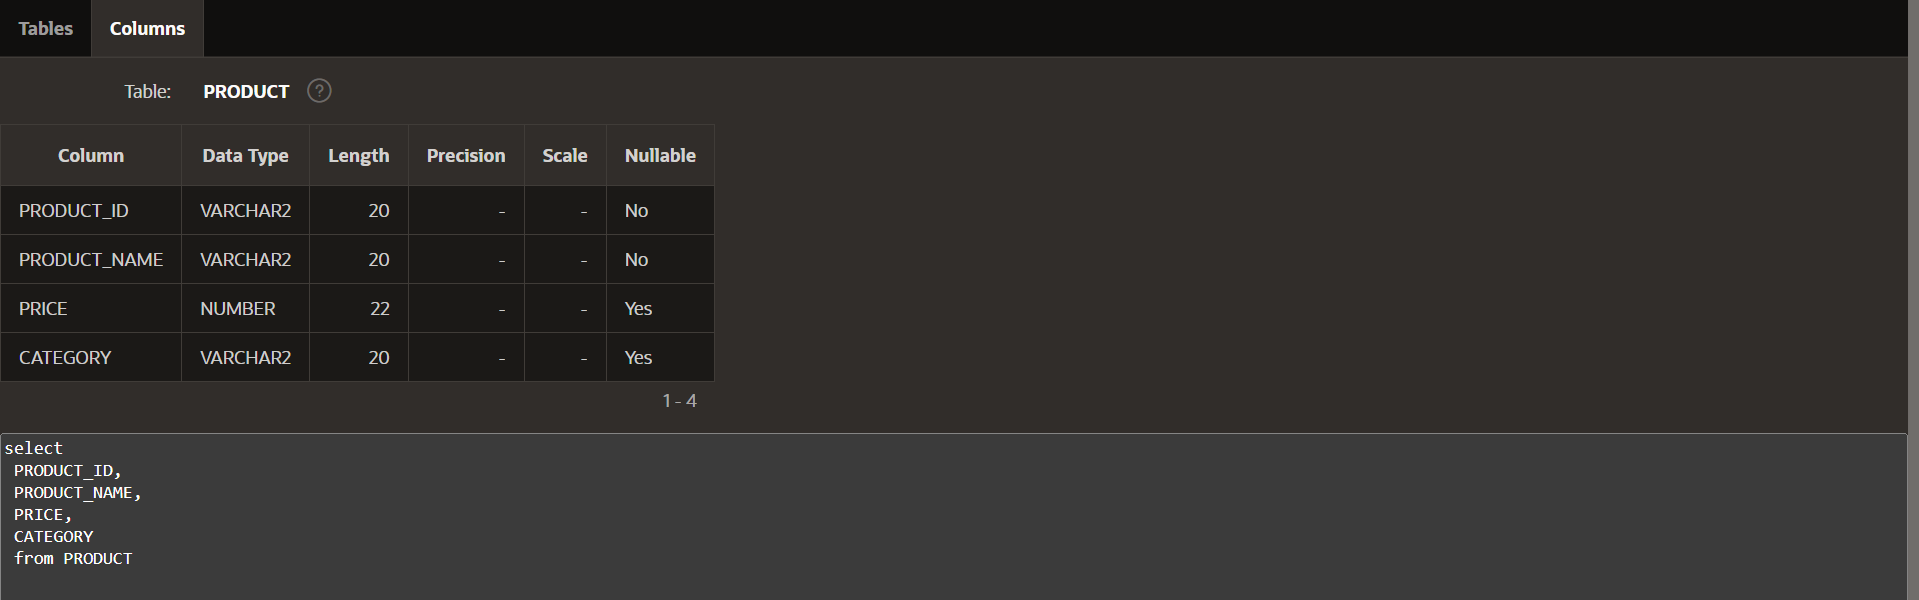 Tables Columns
Table: PRODUCT ?
Column Data Type Length Precision Scale Nullable
PRODUCT_ID VARCHAR2 20 - - No
PRODUCT_NAME VARCHAR2 20 - - No
PRICE NUMBER 22 - - Yes
CATEGORY VARCHAR2 20 - - Yes
1 - 4
select
PRODUCT_ID,
PRODUCT_NAME,
PRICE,
CATEGORY
from PRODUCT